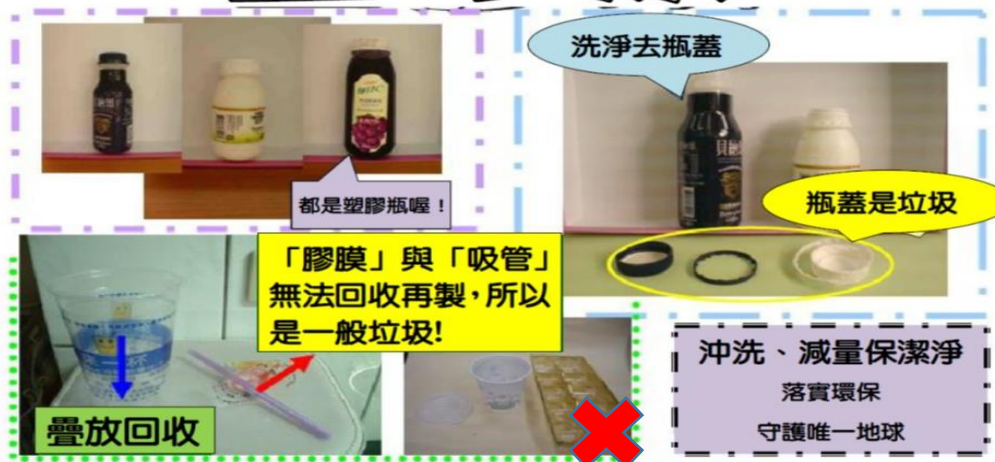 都是塑膠瓶喔！
洗淨去瓶蓋
瓶蓋是垃圾
「膠膜」與「吸管」
無法回收再製，所以
是一般垃圾!
疊放回收
沖洗、減量保潔淨
落實環保
守護唯一地球